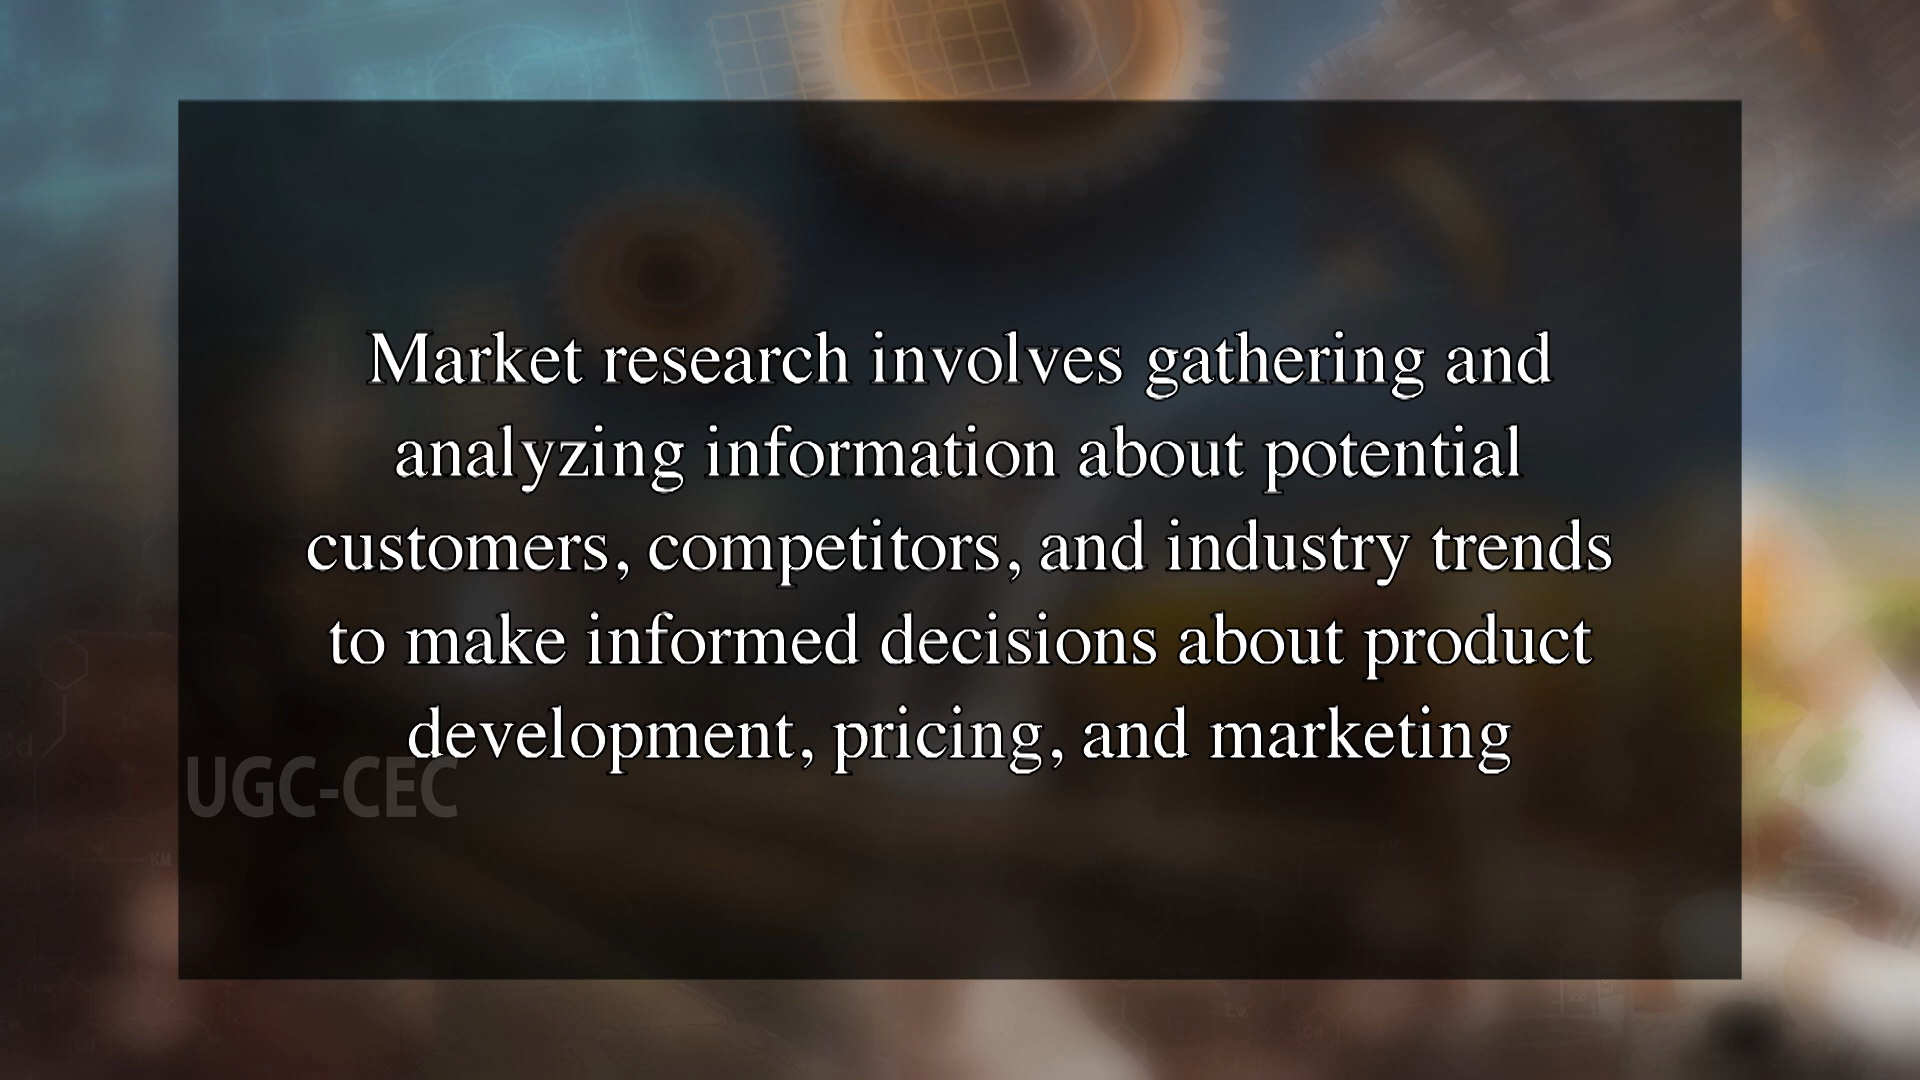 Market research involves gathering and
analyzing information about potential
customers, competitors, and industry trends
to make informed decisions about product
development, pricing, and marketing
UGC-CEC
KM